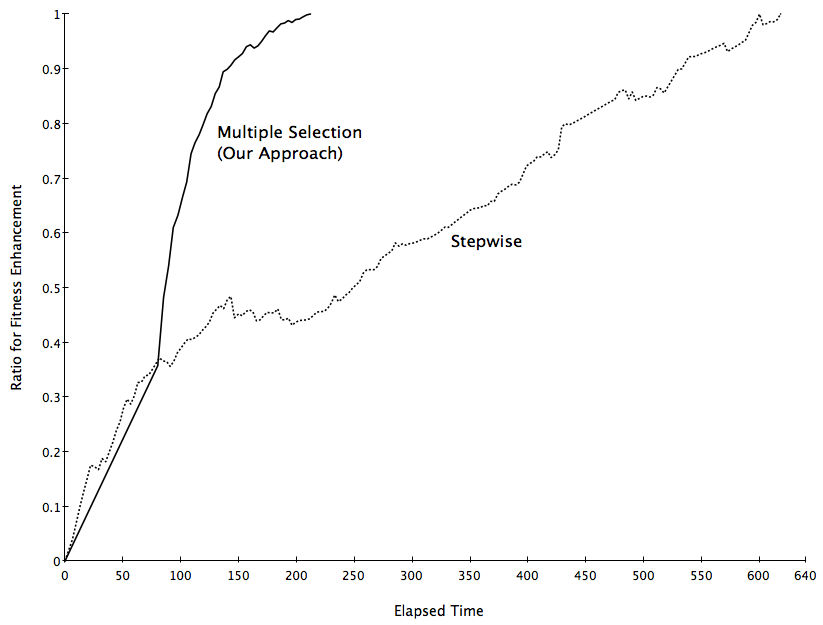 1
0.9
0.8
0.7
0.6
0.5
0.4
0.3
0.2
0.1
0
Ratio for Fitness Enhancement
Multiple Selection
(Our Approach)
Stepwise
0 50 100 150 200 250 300 350 400 450 500 550 600 640
Elapsed Time